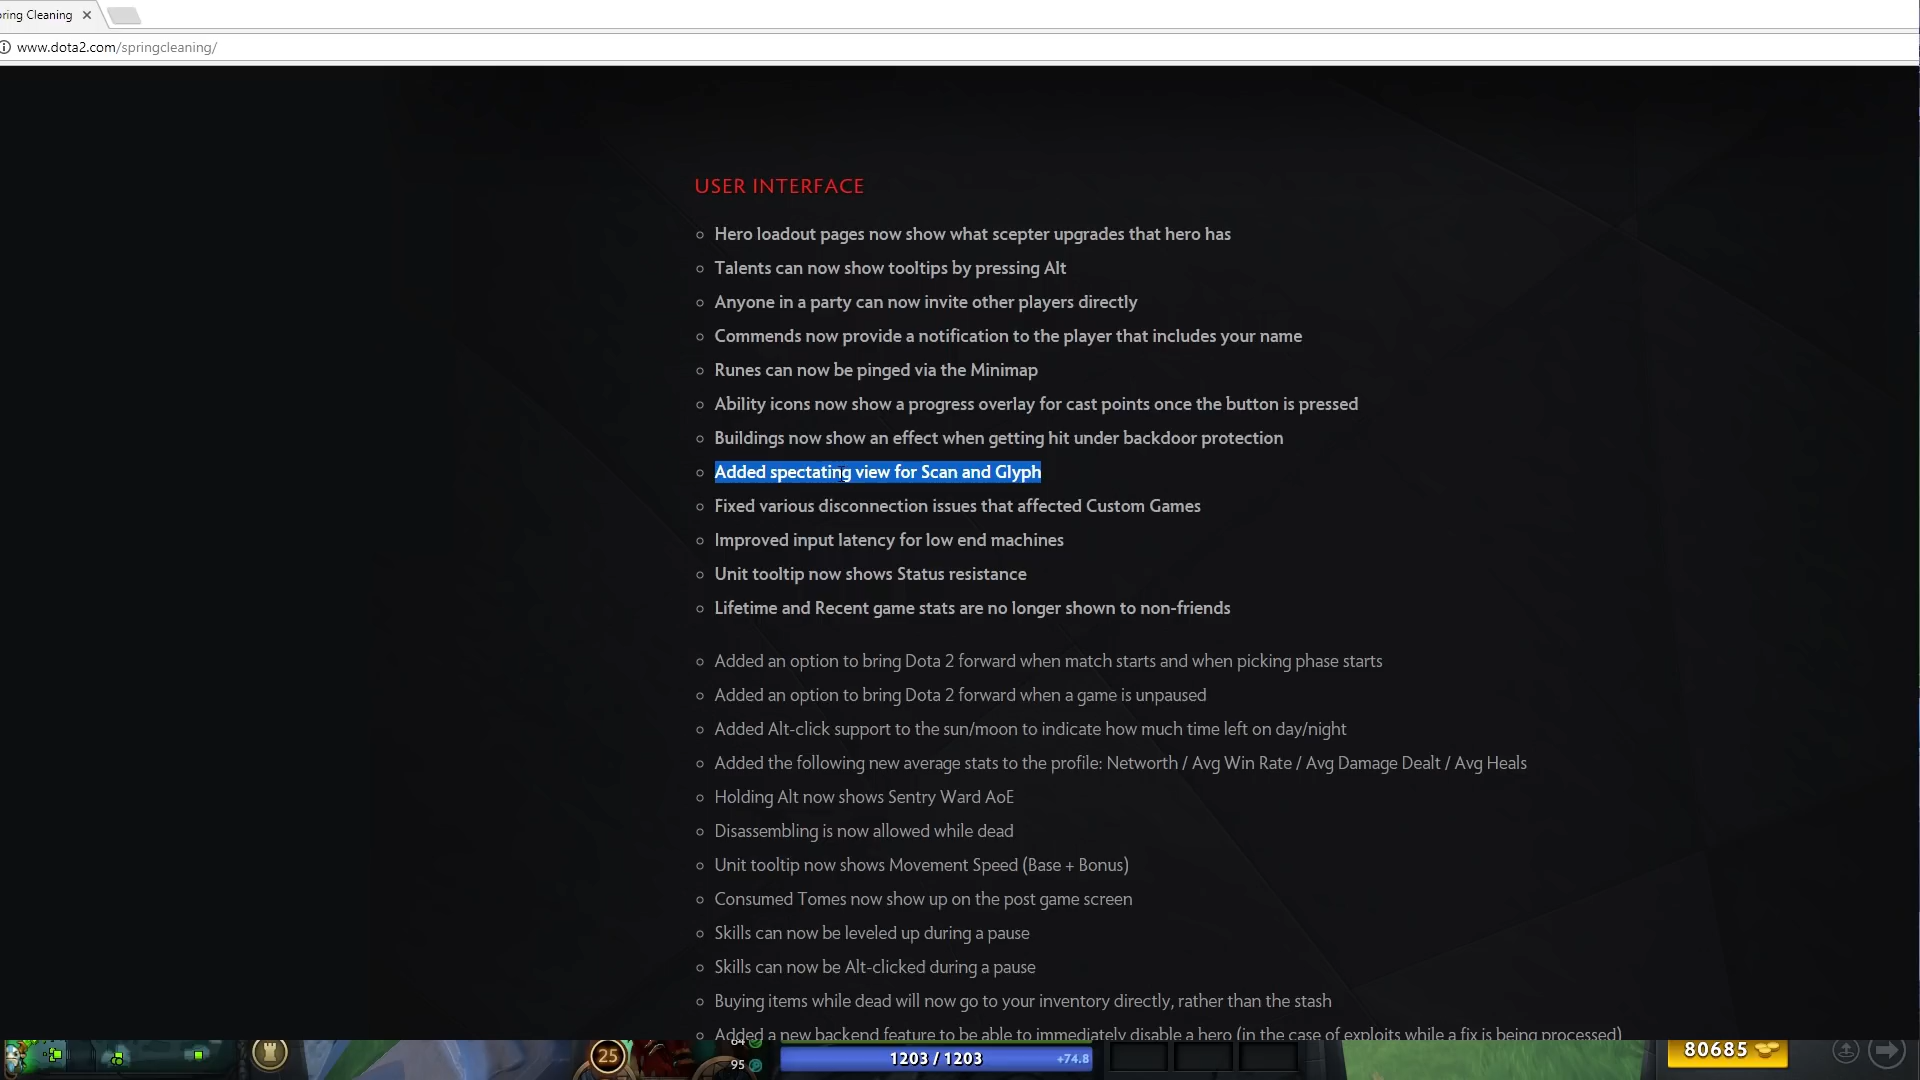 ring Cleaning
www.dota2.com/springcleaning/
USER INTERFACE
Hero loadout pages now show what scepter upgrades that hero has
Talents can now show tooltips by pressing Alt
Anyone in a party can now invite other players directly
Commends now provide a notification to the player that includes your name
Runes can now be pinged via the Minimap
Ability icons now show a progress overlay for cast points once the button is pressed
Buildings now show an effect when getting hit under backdoor protection
Added spectating view for Scan and Glyph
Fixed various disconnection issues that affected Custom Games
Improved input latency for low end machines
Unit tooltip now shows Status resistance
Lifetime and Recent game stats are no longer shown to non-friends
Added an option to bring Dota 2 forward when match starts and when picking phase starts
Added an option to bring Dota 2 forward when a game is unpaused
Added Alt-click support to the sun/moon to indicate how much time left on day/night
Added the following new average stats to the profile: Networth / Avg Win Rate / Avg Damage Dealt / Avg Heals
Holding Alt now shows Sentry Ward AoE
Disassembling is now allowed while dead
Unit tooltip now shows Movement Speed (Base + Bonus)
Consumed Tomes now show up on the post game screen
Skills can now be leveled up during a pause
Skills can now be Alt-clicked during a pause
Buying items while dead will now go to your inventory directly, rather than the stash
Added a new backend feature to be able to immediately disable a hero (in the case of exploits while a fix is being processed)
25
95
1203 / 1203
+74.8
80685